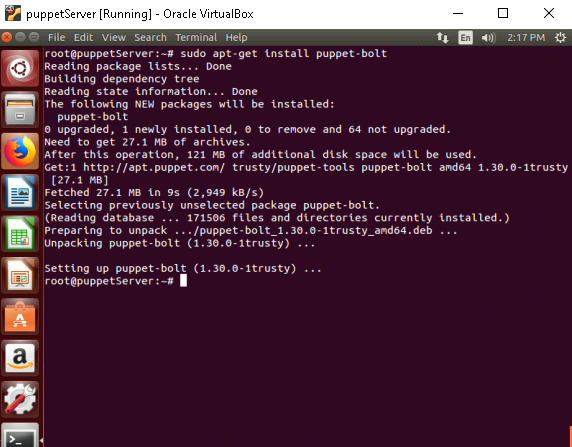 puppetServer [Running] - Oracle VirtualBox
File Edit View Search Terminal Help En 2:17 PM
root@puppetServer:~# sudo apt-get install puppet-bolt
Reading package lists... Done
Building dependency tree
Reading state information... Done
The following NEW packages will be installed:
  puppet-bolt
0 upgraded, 1 newly installed, 0 to remove and 64 not upgraded.
Need to get 27.1 MB of archives.
After this operation, 121 MB of additional disk space will be used.
Get:1 http://apt.puppet.com/ trusty/puppet-tools puppet-bolt amd64 1.30.0-1trusty
 [27.1 MB]
Fetched 27.1 MB in 9s (2,949 kB/s)
Selecting previously unselected package puppet-bolt.
(Reading database ... 171506 files and directories currently installed.)
Preparing to unpack .../puppet-bolt_1.30.0-1trusty_amd64.deb ...
Unpacking puppet-bolt (1.30.0-1trusty) ...
Setting up puppet-bolt (1.30.0-1trusty) ...
root@puppetServer:~#